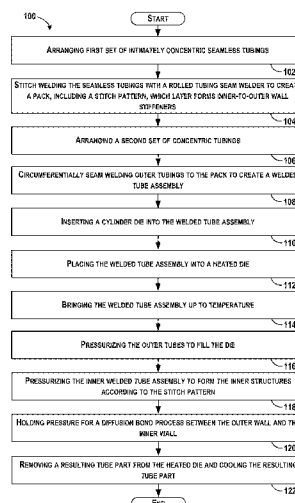 100
START
ARRANGING FIRST SET OF INTIMATELY CONCENTRIC SEAMLESS TUBINGS
102
STITCH WELDING THE SEAMLESS TUBINGS WITH A ROLLED TUBING SEAM WELDER TO CREAT
A PACK, INCLUDING A STITCH PATTERN, WHICH LAYER FORMS INNER-TO-OUTER WALL
STIFFENERS
104
ARRANGING A SECOND SET OF CONCENTRIC TUBINGS
106
CIRCUMFERENTIALLY SEAM WELDING OUTER TUBINGS TO THE PACK TO CREATE A WELDED
TUBE ASSEMBLY
108
INSERTING A CYLINDER DIE INTO THE WELDED TUBE ASSEMBLY
110
PLACING THE WELDED TUBE ASSEMBLY INTO A HEATED DIE
112
BRINGING THE WELDED TUBE ASSEMBLY UP TO TEMPERATURE
114
PRESSURIZING THE OUTER TUBES TO FILL THE DIE
116
PRESSURIZING THE INNER WELDED TUBE ASSEMBLY TO FORM THE INNER STRUCTURES
ACCORDING TO THE STITCH PATTERN
118
HOLDING PRESSURE FOR A DIFFUSION BOND PROCESS BETWEEN THE OUTER WALL AND TH
INNER WALL
120
REMOVING A RESULTING TUBE PART FROM THE HEATED DIE AND COOLING THE RESULTING
TUBE PART
122
END